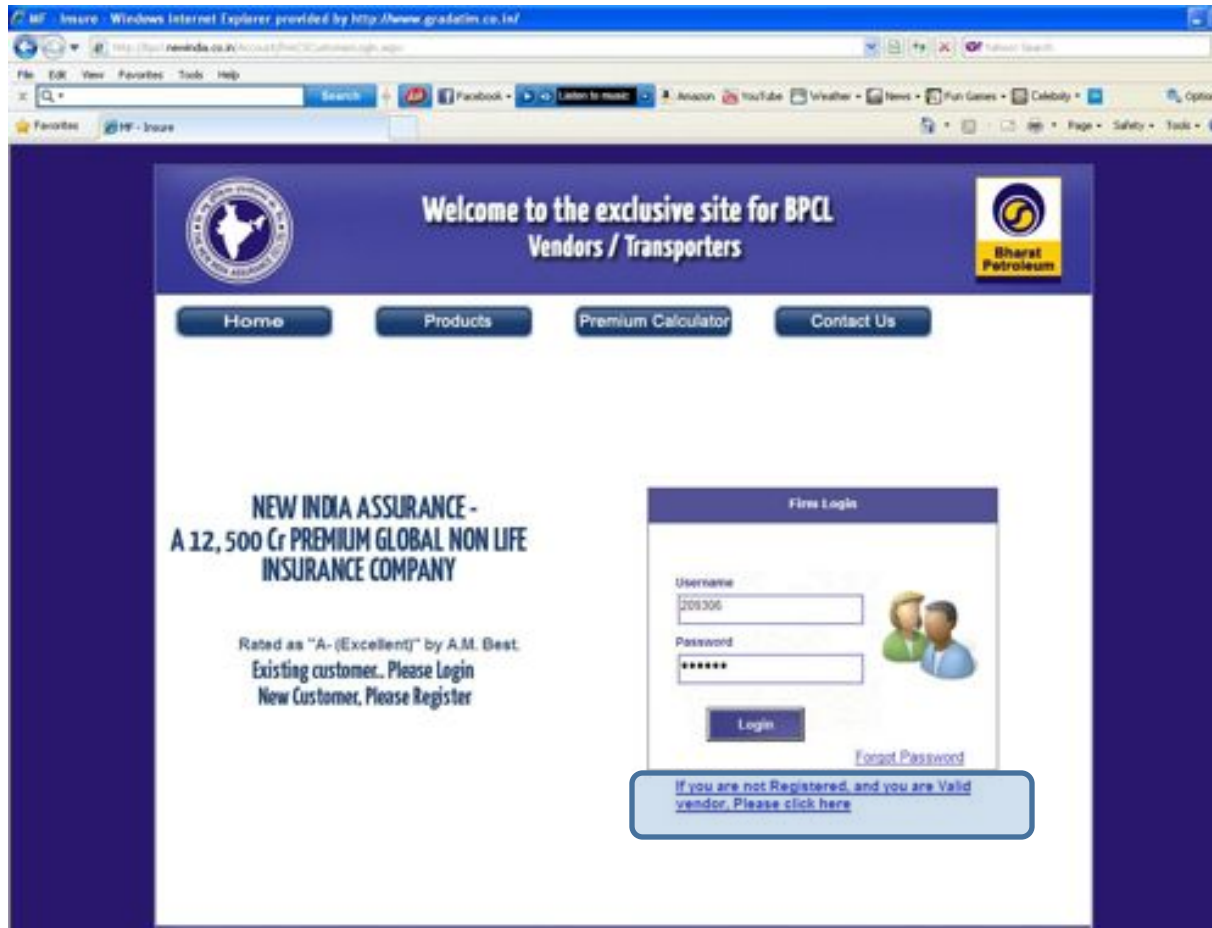 MF - Insure - Windows Internet Explorer provided by http://www.gradatim.co.in/
File Edit View Favorites Tools Help
Search Facebook Listen to music Amazon YouTube Weather News Fun Games Celebrity
Favorites MF - Insure Page Safety Tools
Welcome to the exclusive site for BPCL
Vendors / Transporters
Bharat
Petroleum
Home Products Premium Calculator Contact Us
NEW INDIA ASSURANCE -
A 12, 500 Cr PREMIUM GLOBAL NON LIFE
INSURANCE COMPANY
Rated as "A- (Excellent)" by A.M. Best.
Existing customer.. Please Login
New Customer, Please Register
Firm Login
Username
209306
Password
••••••
Login
Forgot Password
If you are not Registered, and you are Valid
vendor, Please click here